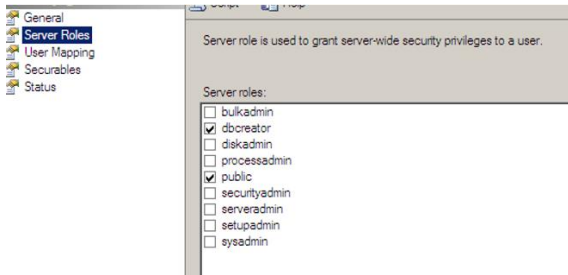 Script
Help
General
Server Roles
User Mapping
Securables
Status
Server role is used to grant server-wide security privileges to a user.
Server roles:
bulkadmin
dbcreator
diskadmin
processadmin
public
securityadmin
serveradmin
setupadmin
sysadmin